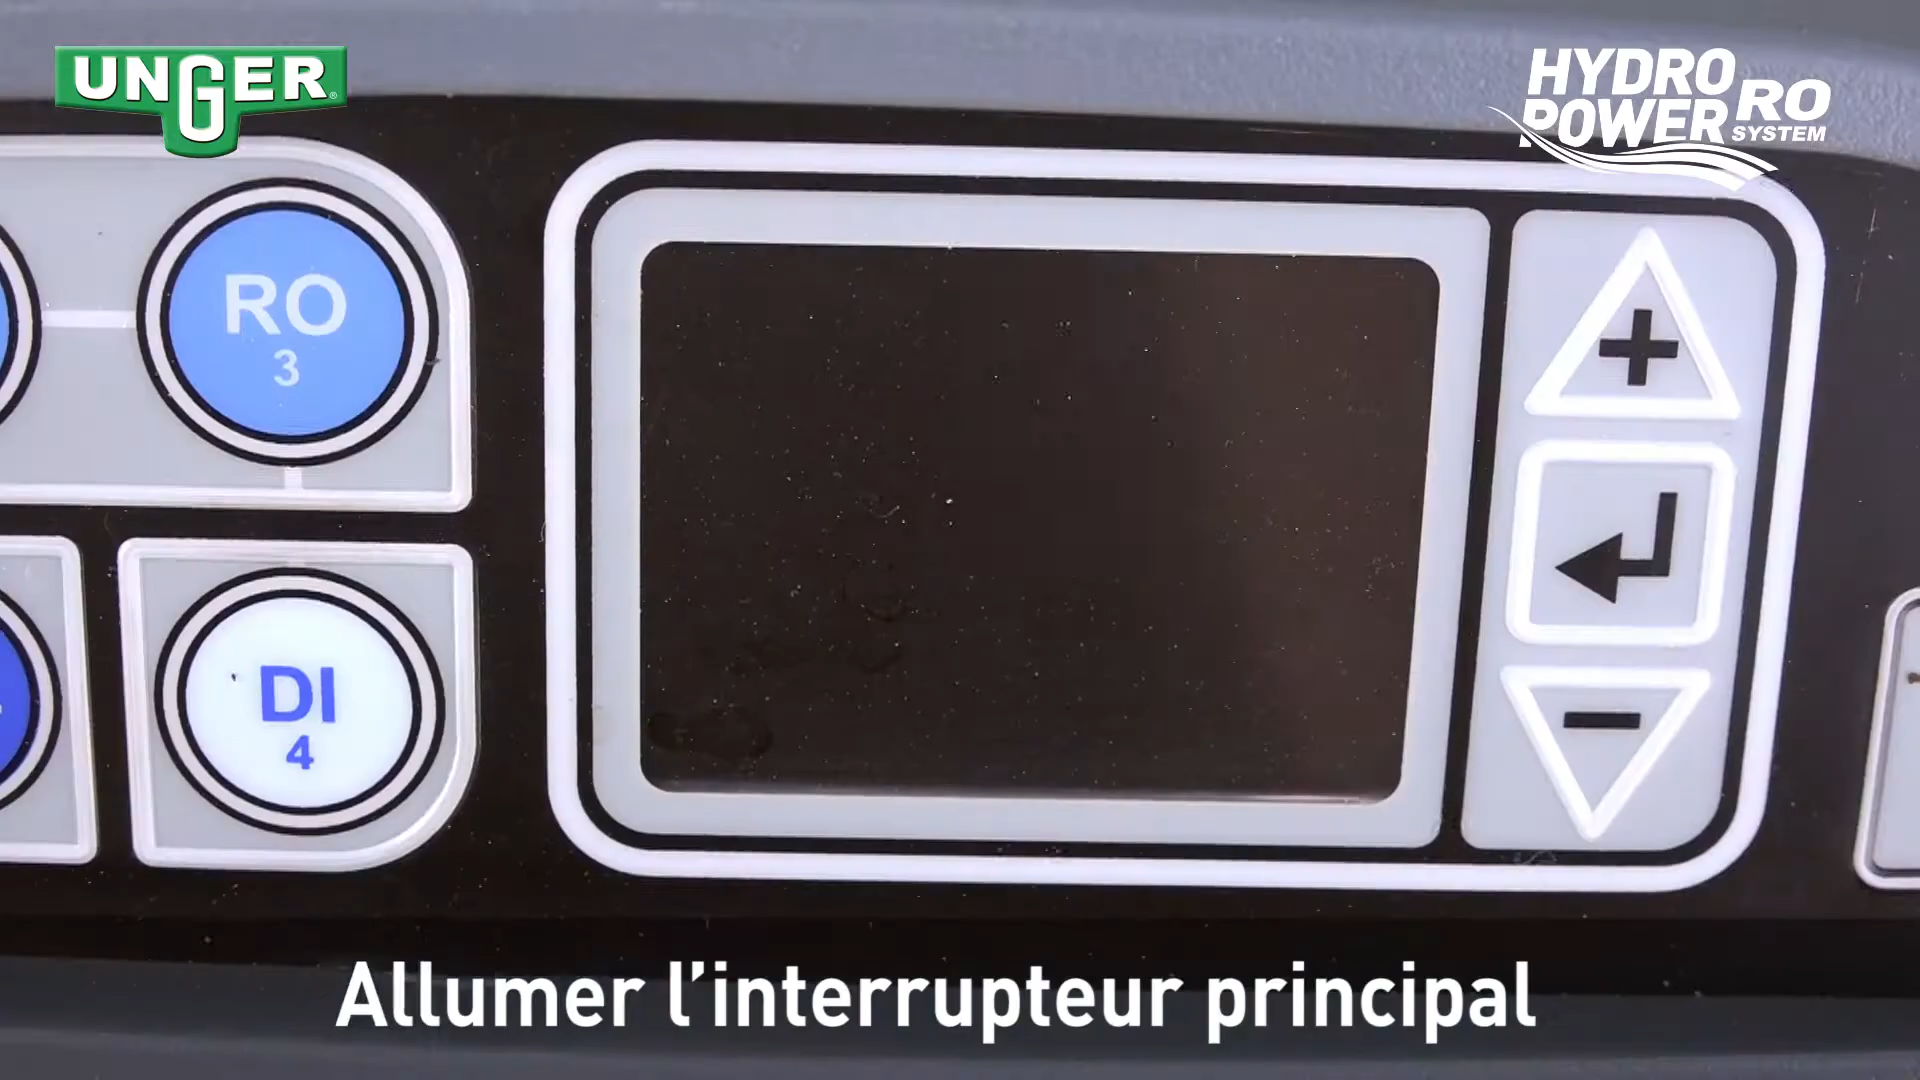 UNGER
HYDRO
POWER RO
SYSTEM
RO
3
+
DI
4
-
Allumer l'interrupteur principal